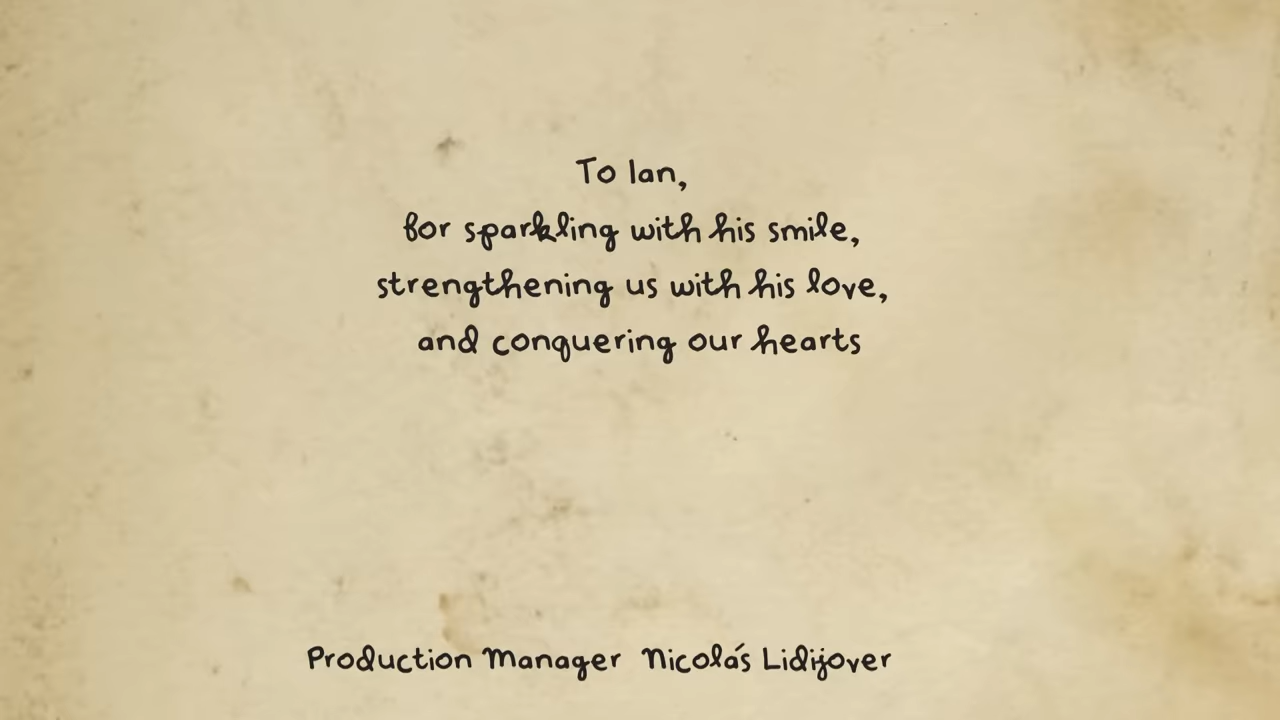 To Ian,
for sparkling with his smile,
strengthening us with his love,
and conquering our hearts
Production Manager Nicolás Lidijover